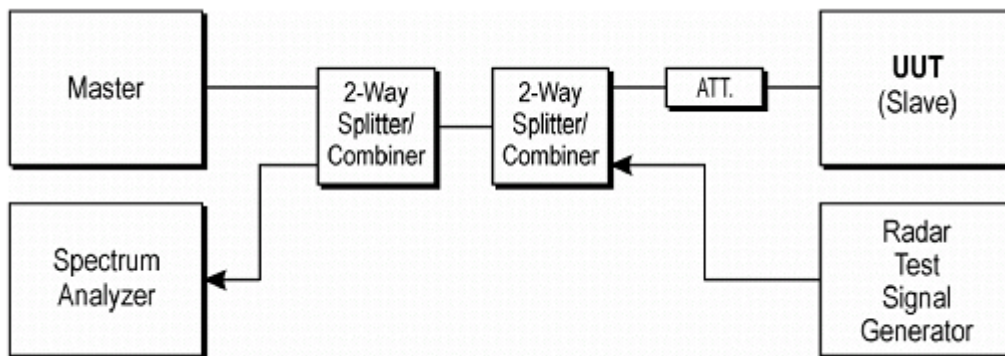 Master
2-Way
Splitter/
Combiner
2-Way
Splitter/
Combiner
ATT.
UUT
(Slave)
Spectrum
Analyzer
Radar
Test
Signal
Generator